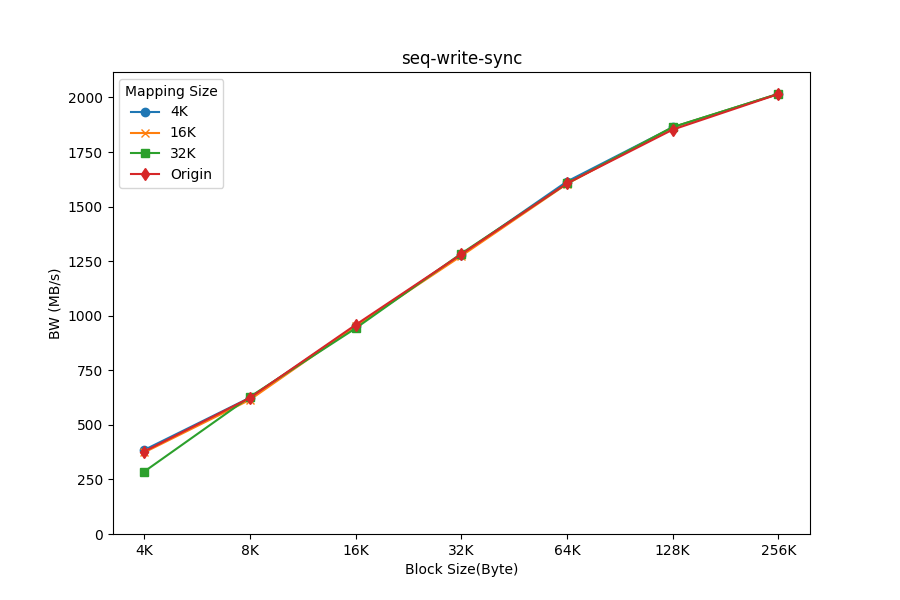 seq-write-sync
Mapping Size
4K
16K
32K
Origin
BW (MB/s)
2000
1750
1500
1250
1000
750
500
250
0
4K 8K 16K 32K 64K 128K 256K
Block Size(Byte)